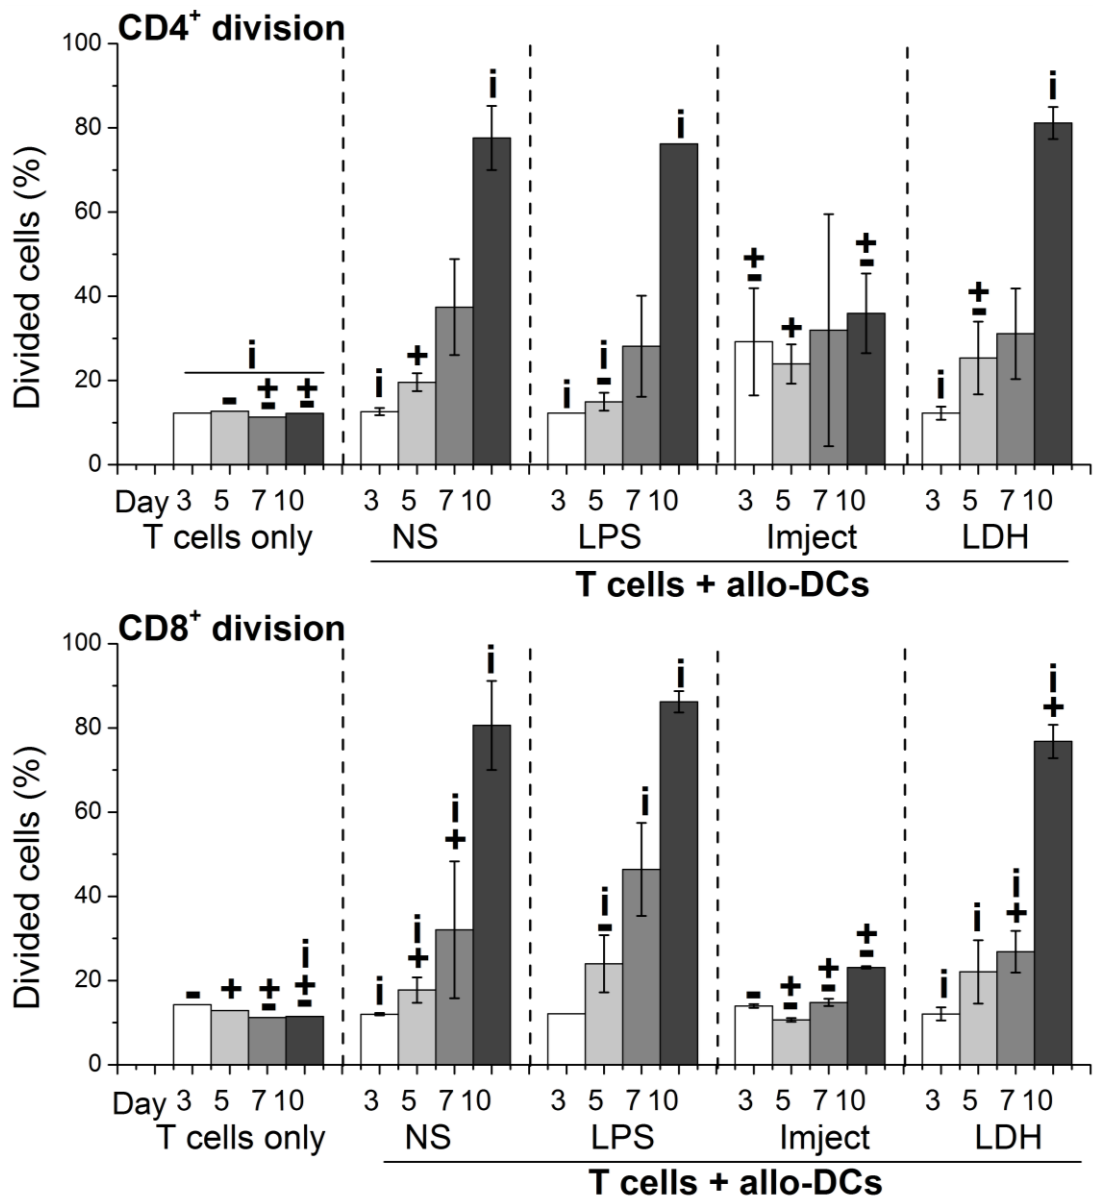 CD4⁺ division
100
80
60
40
20
0
Divided cells (%)
i
- + - + -
i + i
i i - i
+ - + + -
i + - i
Day 3 5 7 10 3 5 7 10 3 5 7 10 3 5 7 10 3 5 7 10
T cells only NS LPS Imject LDH
T cells + allo-DCs
CD8⁺ division
100
80
60
40
20
0
Divided cells (%)
- + + - i + -
i i + i + i
i - i i
- + - + - + -
i i i + i +
Day 3 5 7 10 3 5 7 10 3 5 7 10 3 5 7 10 3 5 7 10
T cells only NS LPS Imject LDH
T cells + allo-DCs